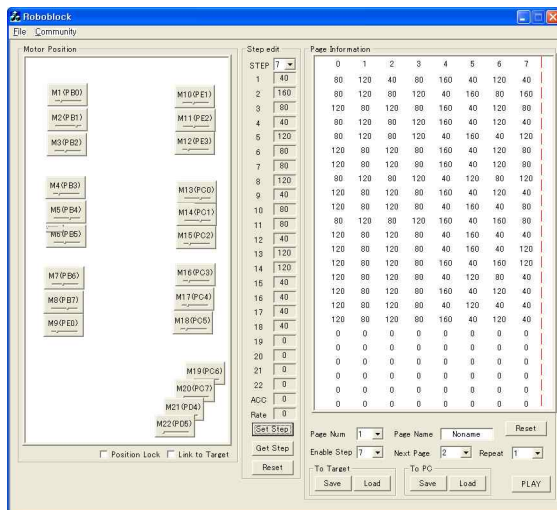 Roboblock
File Community
Motor Position
M1(PB0)
M2(PB1)
M3(PB2)
M4(PB3)
M5(PB4)
M6(PB5)
M7(PB6)
M8(PB7)
M9(PE0)
M10(PE1)
M11(PE2)
M12(PE3)
M13(PC0)
M14(PC1)
M15(PC2)
M16(PC3)
M17(PC4)
M18(PC5)
M19(PC6)
M20(PC7)
M21(PD4)
M22(PD5)
Position Lock Link to Target
Step edit
STEP 7
1 40
2 160
3 80
4 40
5 120
6 80
7 80
8 120
9 40
10 80
11 80
12 40
13 120
14 120
15 40
16 40
17 40
18 40
19 0
20 0
21 0
22 0
ACC 0
Rate 0
Set Step
Get Step
Reset
Page Information
0 1 2 3 4 5 6 7
80 120 40 80 160 40 120 40
80 120 80 120 40 160 80 160
120 80 120 80 160 40 120 80
120 80 120 80 40 160 120 40
80 120 80 120 40 160 40 120
120 80 120 80 160 40 120 80
120 80 120 80 160 40 120 80
80 120 80 120 40 120 80 120
120 80 120 80 160 40 120 40
120 80 120 80 40 160 40 80
80 120 80 120 160 40 160 80
120 80 120 80 160 40 120 40
120 80 120 80 40 160 40 120
120 80 120 80 160 40 160 120
120 80 120 80 40 120 80 40
120 80 120 80 160 40 120 40
120 80 120 80 40 120 120 40
120 80 120 80 160 40 120 40
0 0 0 0 0 0 0 0
0 0 0 0 0 0 0 0
0 0 0 0 0 0 0 0
0 0 0 0 0 0 0 0
0 0 0 0 0 0 0 0
0 0 0 0 0 0 0 0
Page Num 1 Page Name Noname Reset
Enable Step 7 Next Page 2 Repeat 1
To Target To PC
Save Load Save Load PLAY